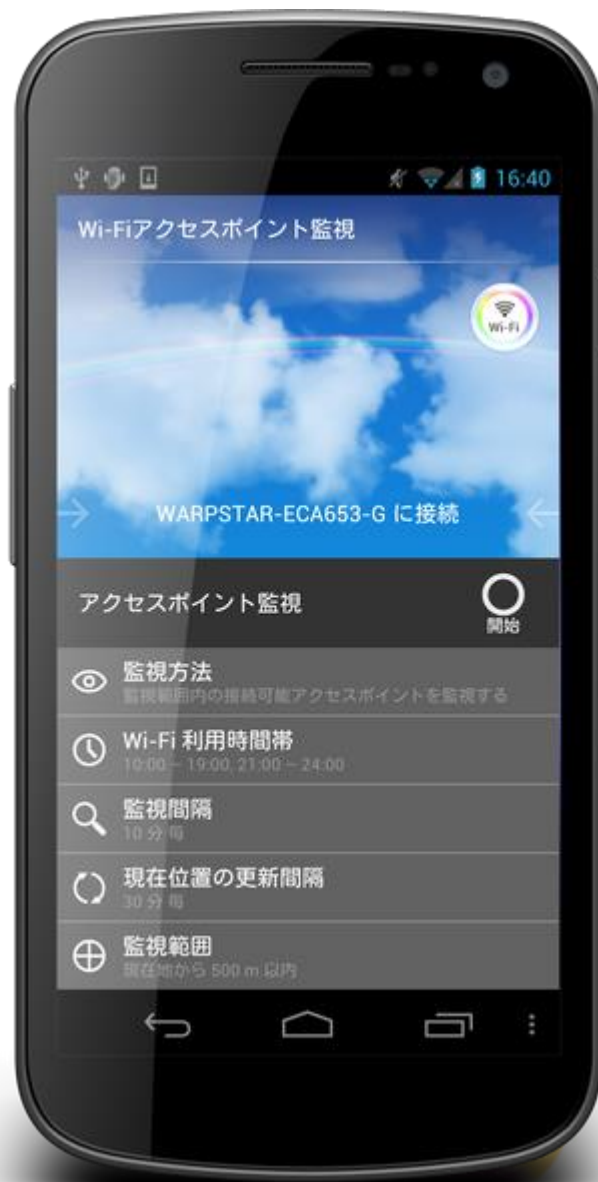 16:40
Wi-Fiアクセスポイント監視
Wi-Fi
WARPSTAR-ECA653-G に接続
アクセスポイント監視
開始
監視方法
監視範囲内の接続可能アクセスポイントを監視する
Wi-Fi 利用時間帯
10:00 – 19:00, 21:00 – 24:00
監視間隔
10 分 毎
現在位置の更新間隔
30 分 毎
監視範囲
現在地から 500 m 以内